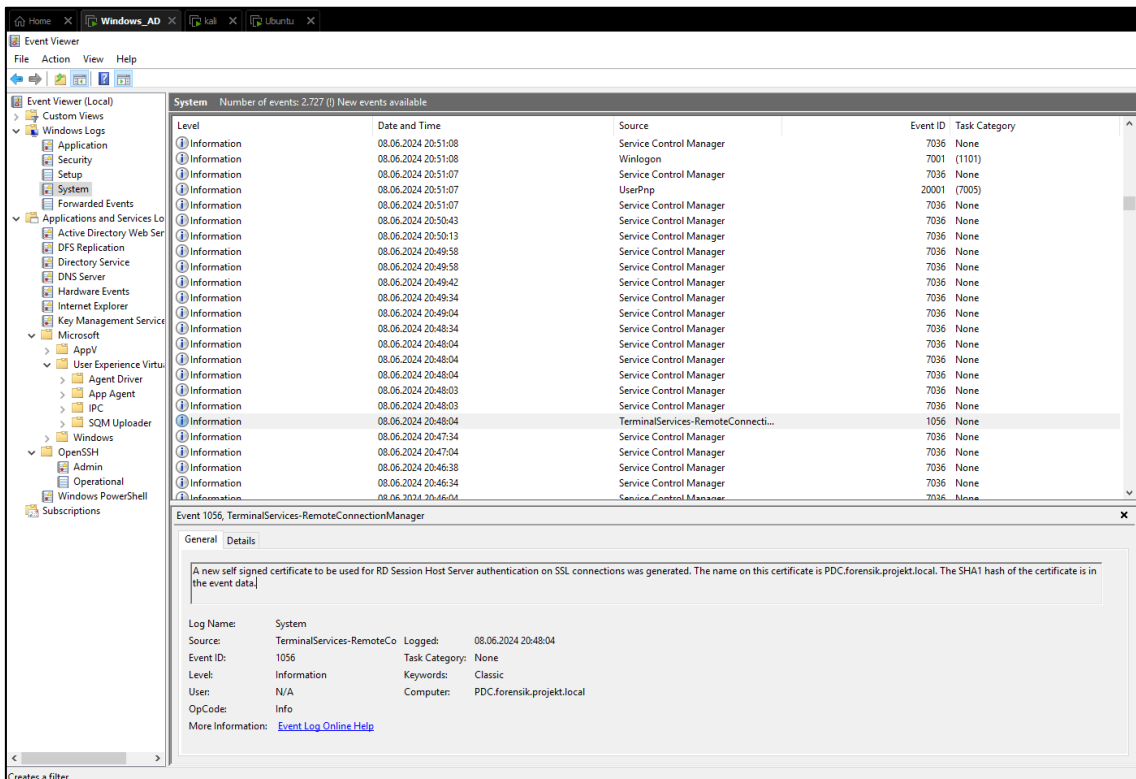 Home Windows_AD kali Ubuntu
Event Viewer
File Action View Help
Event Viewer (Local)
Custom Views
Windows Logs
Application
Security
Setup
System
Forwarded Events
Applications and Services Lo
Active Directory Web Ser
DFS Replication
Directory Service
DNS Server
Hardware Events
Internet Explorer
Key Management Service
Microsoft
AppV
User Experience Virtu
Agent Driver
App Agent
IPC
SQM Uploader
Windows
OpenSSH
Admin
Operational
Windows PowerShell
Subscriptions
System Number of events: 2.727 (!) New events available
Level Date and Time Source Event ID Task Category
Information 08.06.2024 20:51:08 Service Control Manager 7036 None
Information 08.06.2024 20:51:08 Winlogon 7001 (1101)
Information 08.06.2024 20:51:07 Service Control Manager 7036 None
Information 08.06.2024 20:51:07 UserPnp 20001 (7005)
Information 08.06.2024 20:51:07 Service Control Manager 7036 None
Information 08.06.2024 20:50:43 Service Control Manager 7036 None
Information 08.06.2024 20:50:13 Service Control Manager 7036 None
Information 08.06.2024 20:49:58 Service Control Manager 7036 None
Information 08.06.2024 20:49:58 Service Control Manager 7036 None
Information 08.06.2024 20:49:42 Service Control Manager 7036 None
Information 08.06.2024 20:49:34 Service Control Manager 7036 None
Information 08.06.2024 20:49:04 Service Control Manager 7036 None
Information 08.06.2024 20:48:34 Service Control Manager 7036 None
Information 08.06.2024 20:48:04 Service Control Manager 7036 None
Information 08.06.2024 20:48:04 Service Control Manager 7036 None
Information 08.06.2024 20:48:04 Service Control Manager 7036 None
Information 08.06.2024 20:48:03 Service Control Manager 7036 None
Information 08.06.2024 20:48:03 Service Control Manager 7036 None
Information 08.06.2024 20:48:04 TerminalServices-RemoteConnecti... 1056 None
Information 08.06.2024 20:47:34 Service Control Manager 7036 None
Information 08.06.2024 20:47:04 Service Control Manager 7036 None
Information 08.06.2024 20:46:38 Service Control Manager 7036 None
Information 08.06.2024 20:46:34 Service Control Manager 7036 None
Information 08.06.2024 20:46:04 Service Control Manager 7036 None
Event 1056, TerminalServices-RemoteConnectionManager
General Details
A new self signed certificate to be used for RD Session Host Server authentication on SSL connections was generated. The name on this certificate is PDC.forensik.projekt.local. The SHA1 hash of the certificate is in
the event data.
Log Name: System
Source: TerminalServices-RemoteCo Logged: 08.06.2024 20:48:04
Event ID: 1056 Task Category: None
Level: Information Keywords: Classic
User: N/A Computer: PDC.forensik.projekt.local
OpCode: Info
More Information: Event Log Online Help
Creates a filter.